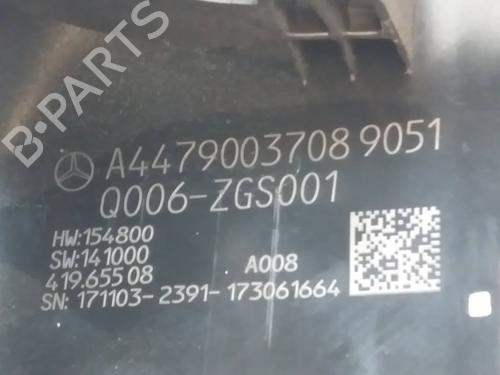 B-PARTS
A4479003708 9051
Q006-ZGS001
HW:154800
SW:141000
419.655 08 A008
SN: 171103-2391-173061664